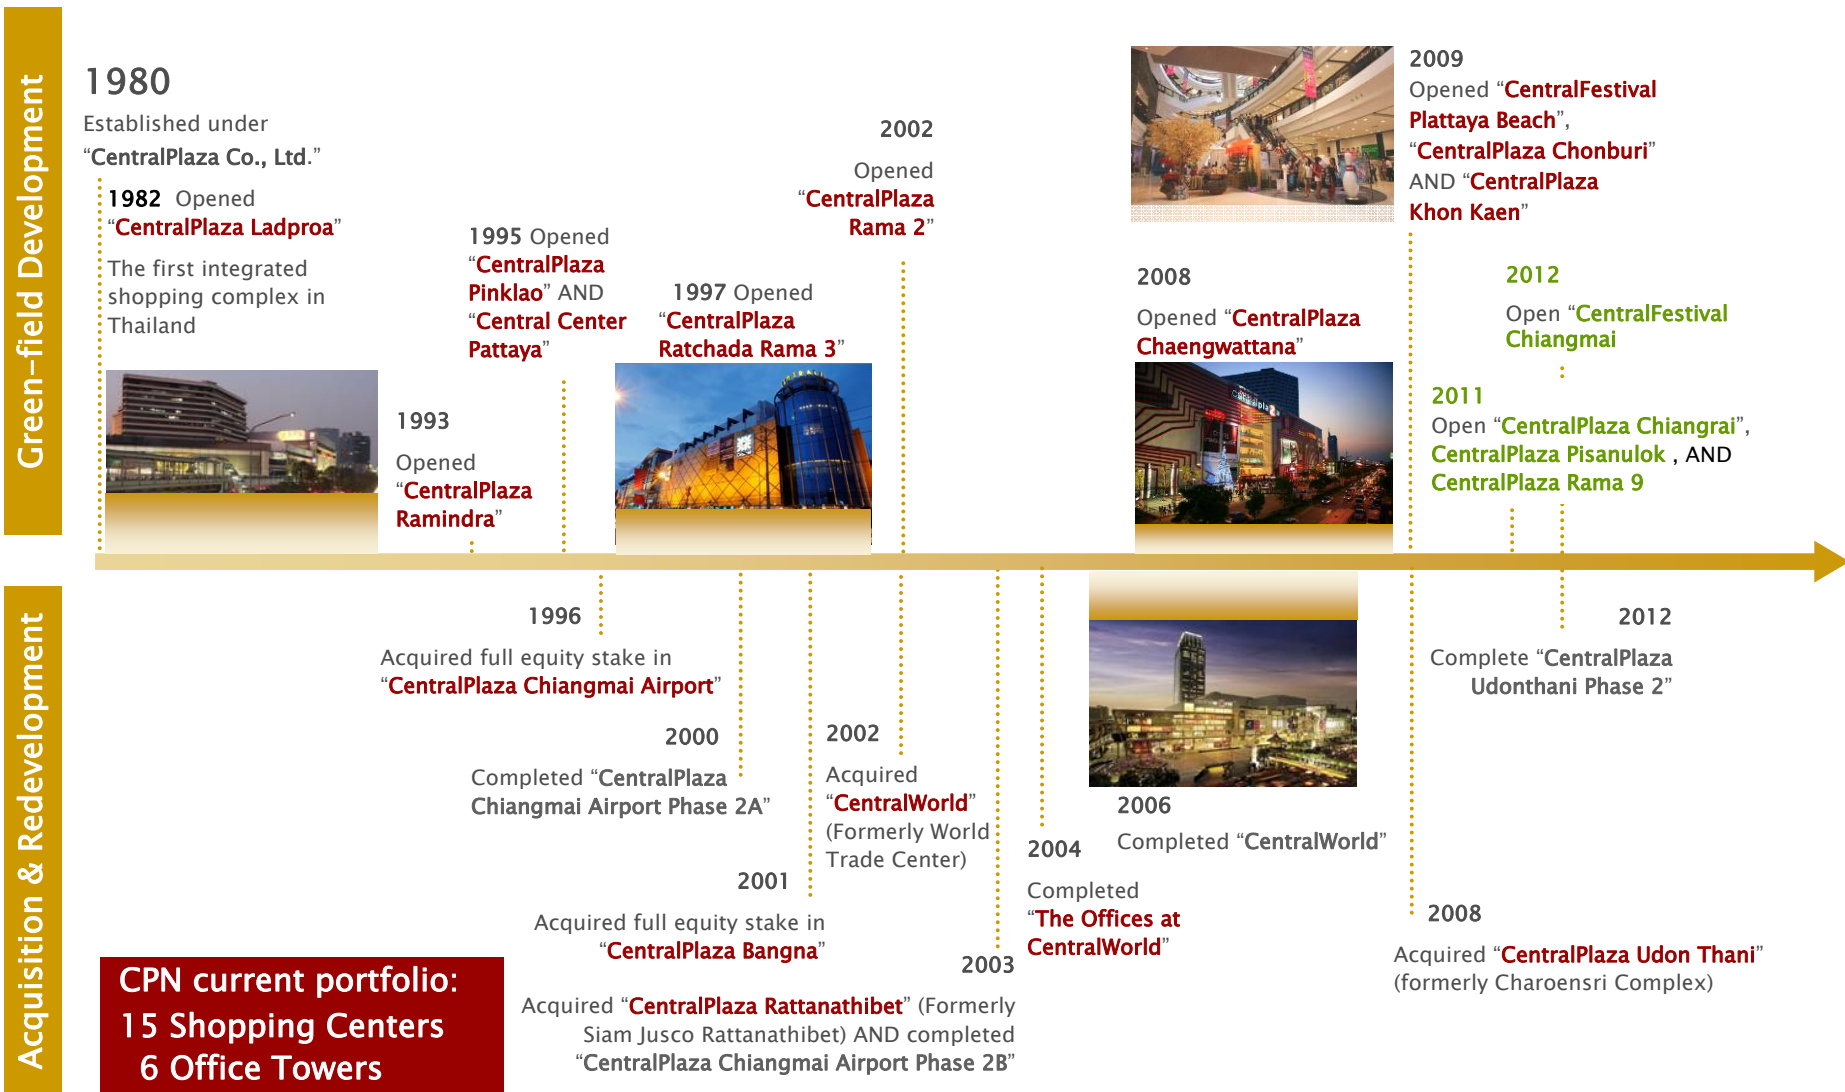 Green-field Development
1980
Established under
“CentralPlaza Co., Ltd.”
1982 Opened
“CentralPlaza Ladproa”
The first integrated
shopping complex in
Thailand
1993
Opened
“CentralPlaza
Ramindra”
1995 Opened
“CentralPlaza
Pinklao” AND
“Central Center
Pattaya”
1997 Opened
“CentralPlaza
Ratchada Rama 3”
2002
Opened
“CentralPlaza
Rama 2”
2008
Opened “CentralPlaza
Chaengwattana”
2009
Opened “CentralFestival
Plattaya Beach”,
“CentralPlaza Chonburi”
AND “CentralPlaza
Khon Kaen”
2012
Open “CentralFestival
Chiangmai
2011
Open “CentralPlaza Chiangrai”,
CentralPlaza Pisanulok , AND
CentralPlaza Rama 9
Acquisition & Redevelopment
1996
Acquired full equity stake in
“CentralPlaza Chiangmai Airport”
2000
Completed “CentralPlaza
Chiangmai Airport Phase 2A”
2001
Acquired full equity stake in
“CentralPlaza Bangna”
2002
Acquired
“CentralWorld”
(Formerly World
Trade Center)
2003
Acquired “CentralPlaza Rattanathibet” (Formerly
Siam Jusco Rattanathibet) AND completed
“CentralPlaza Chiangmai Airport Phase 2B”
2004
Completed
“The Offices at
CentralWorld”
2006
Completed “CentralWorld”
2008
Acquired “CentralPlaza Udon Thani”
(formerly Charoensri Complex)
2012
Complete “CentralPlaza
Udonthani Phase 2”
CPN current portfolio:
15 Shopping Centers
6 Office Towers